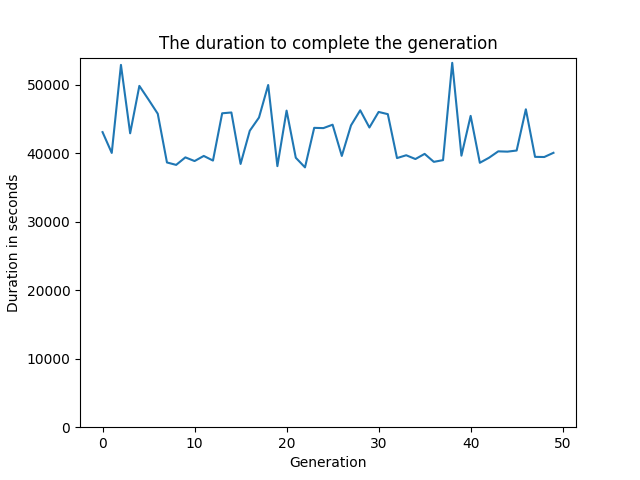 The duration to complete the generation
50000
40000
30000
20000
10000
0
Duration in seconds
0 10 20 30 40 50
Generation